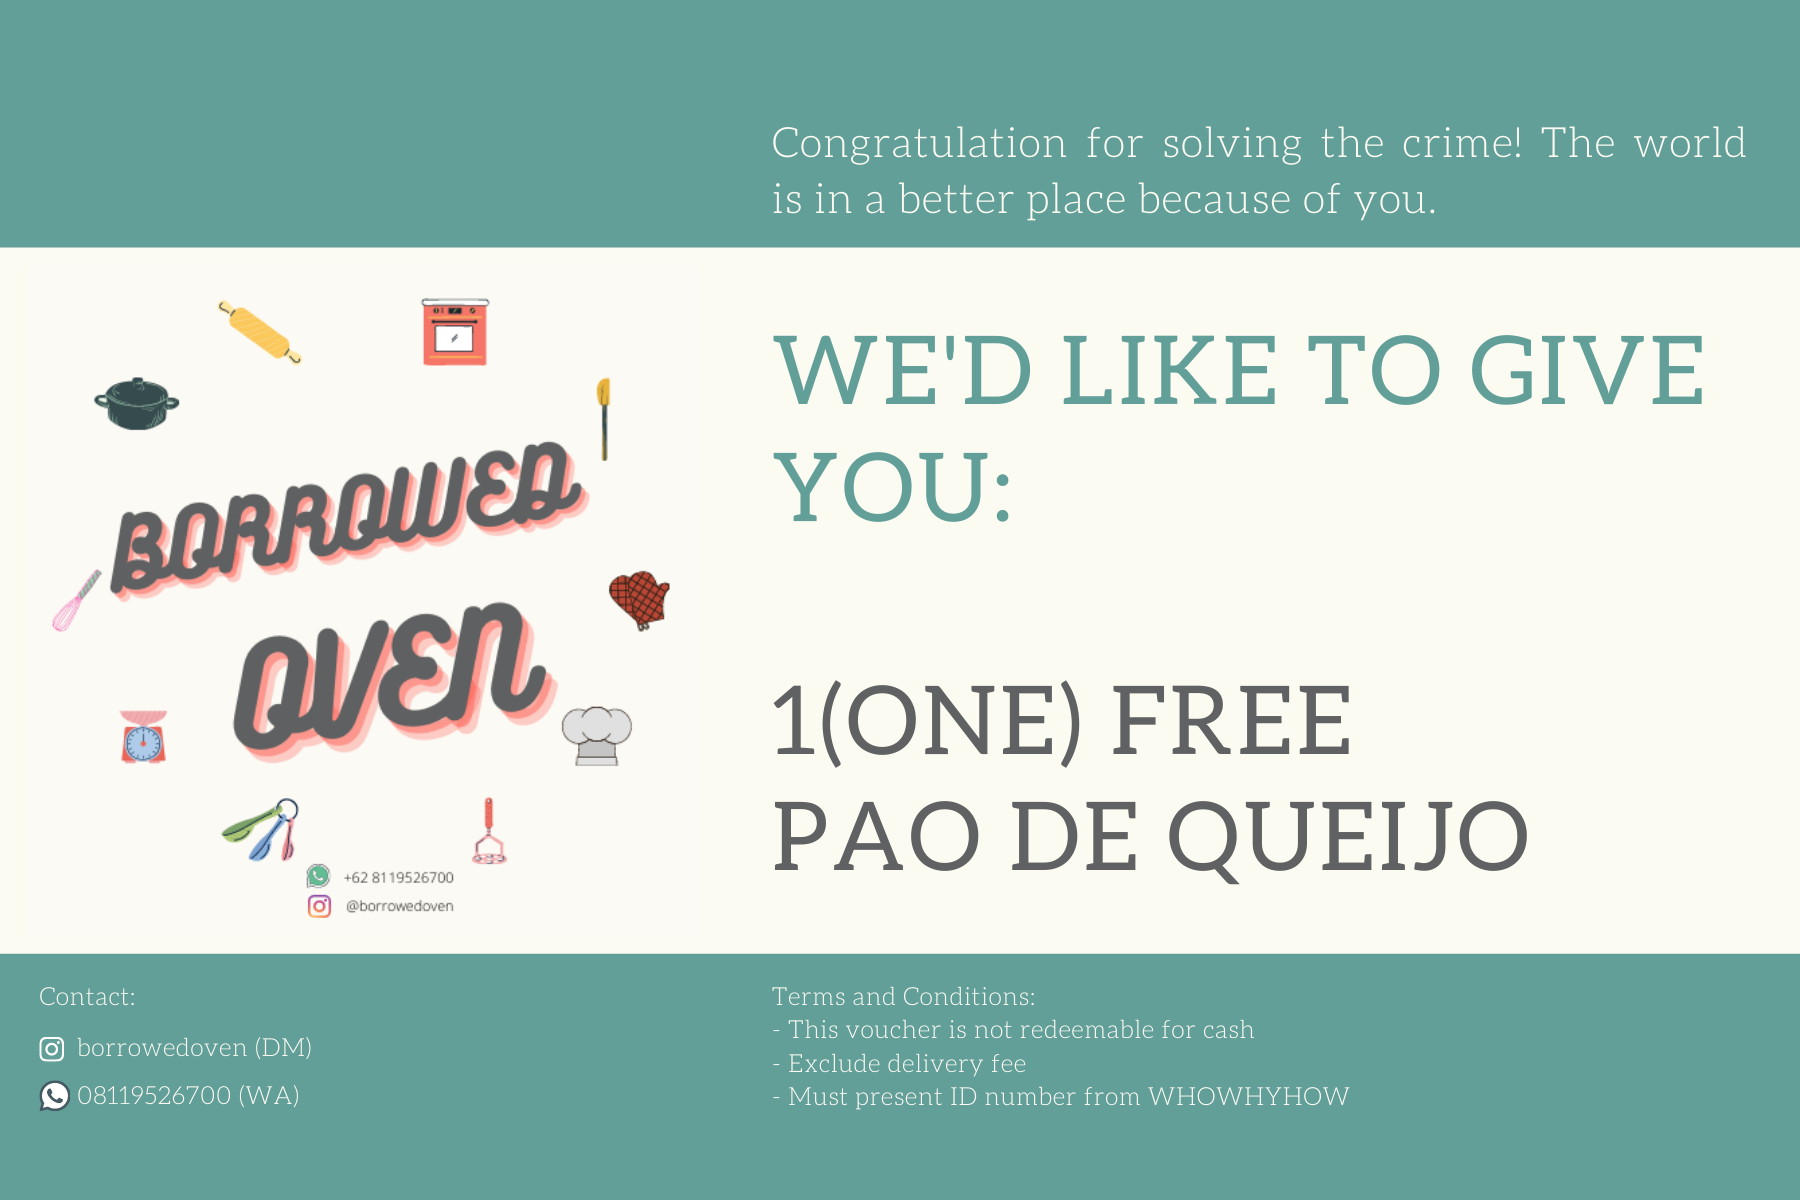 Congratulation for solving the crime! The world
is in a better place because of you.
BORROWED
OVEN
+62 8119526700
@borrowedoven
WE'D LIKE TO GIVE
YOU:
1(ONE) FREE
PAO DE QUEIJO
Contact:
borrowedoven (DM)
08119526700 (WA)
Terms and Conditions:
- This voucher is not redeemable for cash
- Exclude delivery fee
- Must present ID number from WHOWHYHOW